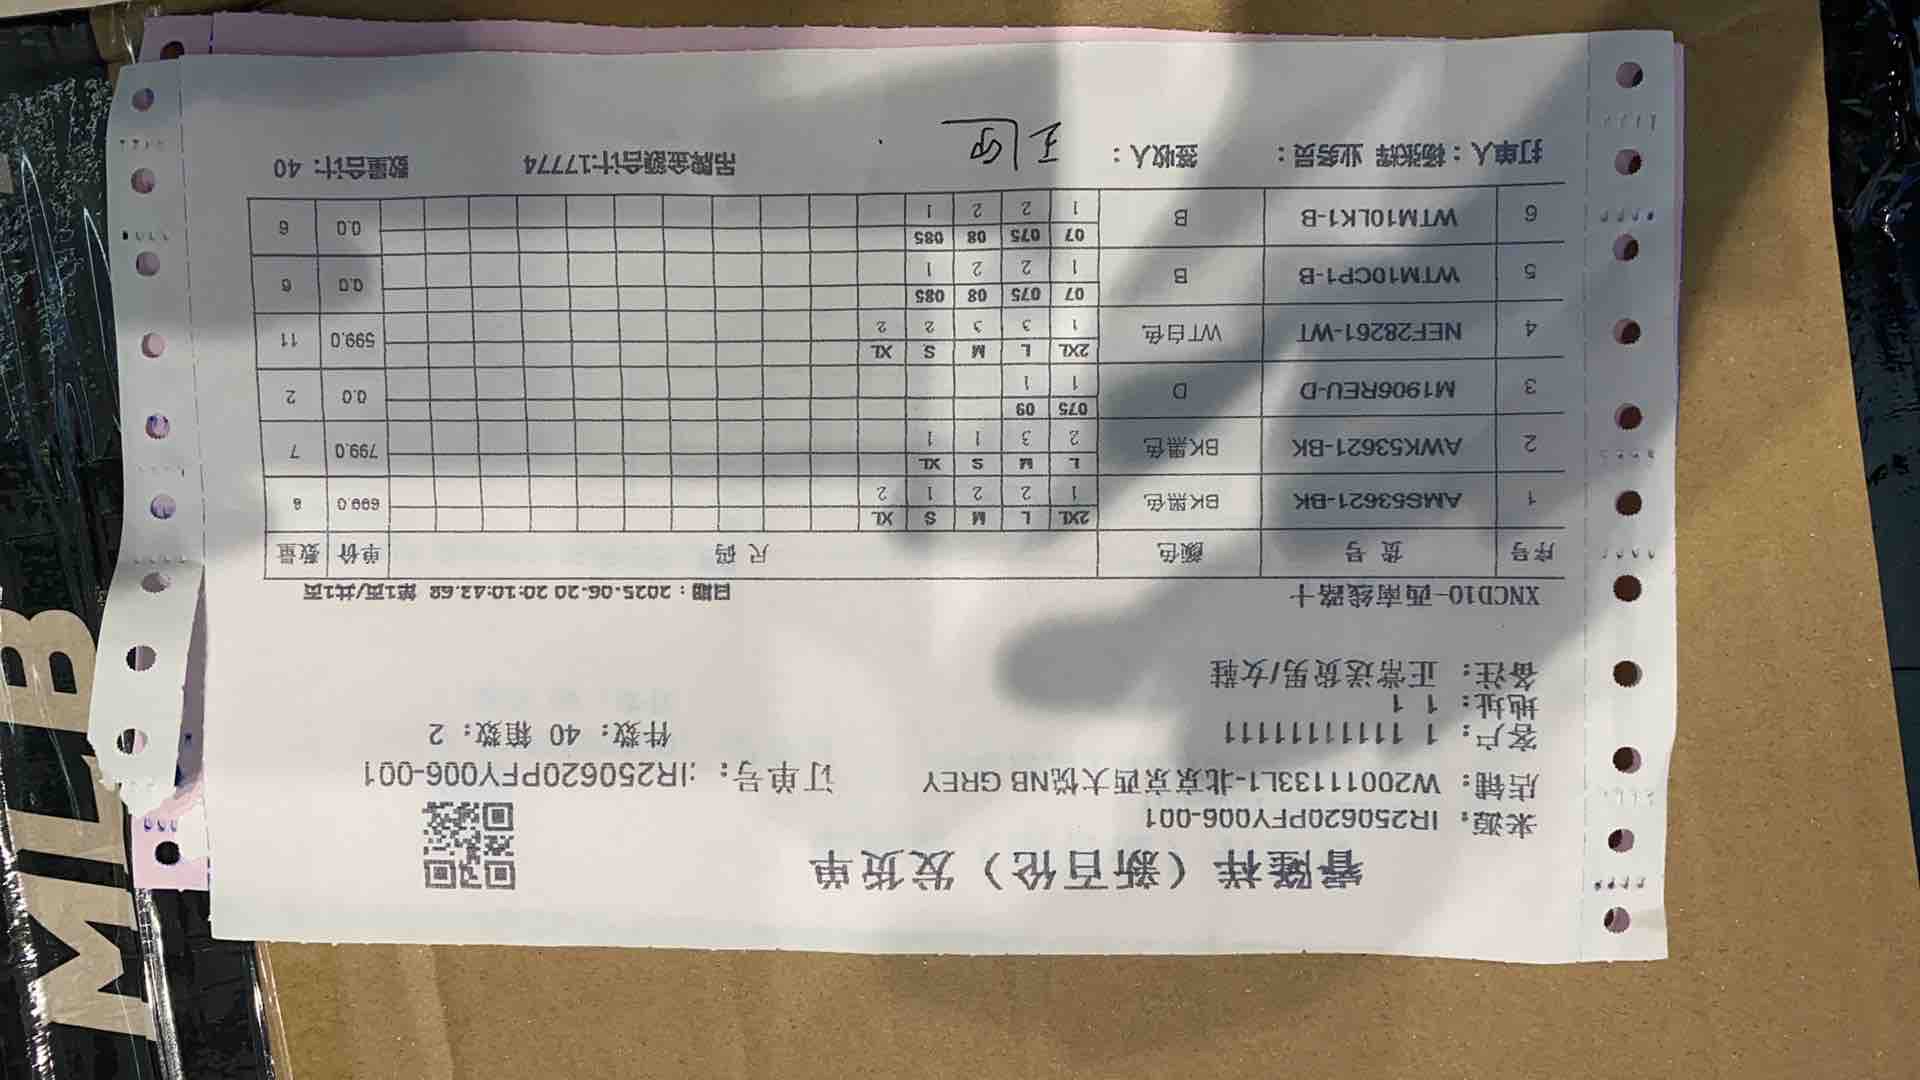 睿隆祥（新百伦）发货单
来源：IR250620PFY006-001
店铺：W20011133L1-北京京西大悦NB GREY
订单号：:IR250620PFY006-001
客户：1 11111111111
件数：40 箱数：2
地址：1 1
备注：正常送货男/女鞋
XNCD10-西南线路十
日期：2025-06-20 20:10:43.68 第1页/共1页
序号 货号 颜色 尺码 单价 数量
2XL L M S XL
1 AMS53621-BK BK黑色 1 2 2 1 2 699.0 8
L M S XL
2 AWK53621-BK BK黑色 2 3 1 1 799.0 7
075 09
3 M1906REU-D D 1 1 0.0 2
2XL L M S XL
4 NEF28261-WT WT白色 1 3 3 2 2 599.0 11
07 075 08 085
5 WTM10CP1-B B 1 2 2 1 0.0 6
07 075 08 085
6 WTM10LK1-B B 1 2 2 1 0.0 6
打单人：杨张辉 业务员： 签收人： 吊牌金额合计:17774 数量合计：40
MLB